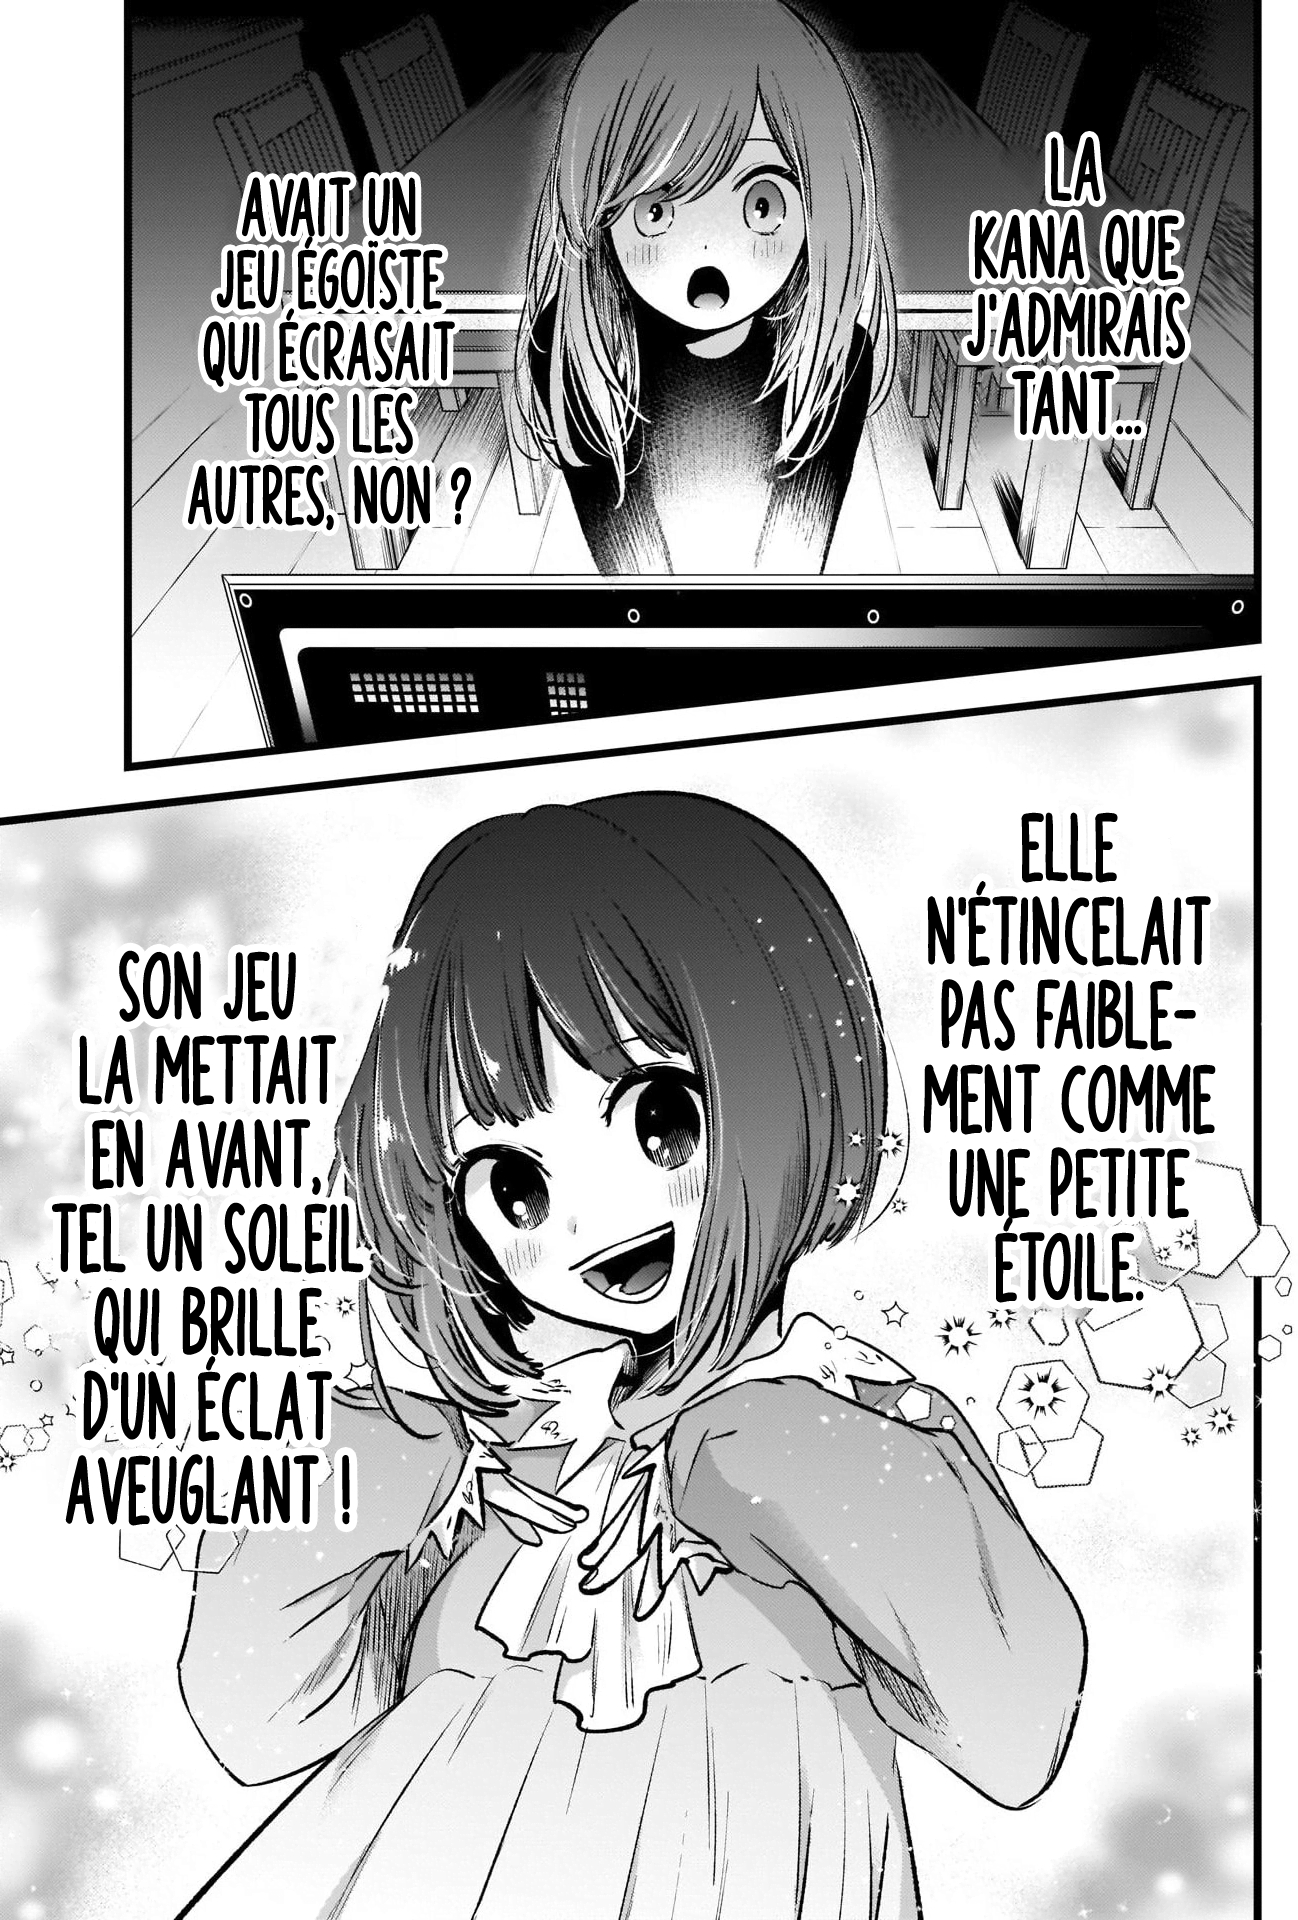 LA
KANA QUE
J'ADMIRAIS
TANT...
AVAIT UN
JEU ÉGOÏSTE
QUI ÉCRASAIT
TOUS LES
AUTRES, NON ?
ELLE
N'ÉTINCELAIT
PAS FAIBLE-
MENT COMME
UNE PETITE
ÉTOILE.
SON JEU
LA METTAIT
EN AVANT,
TEL UN SOLEIL
QUI BRILLE
D'UN ÉCLAT
AVEUGLANT !